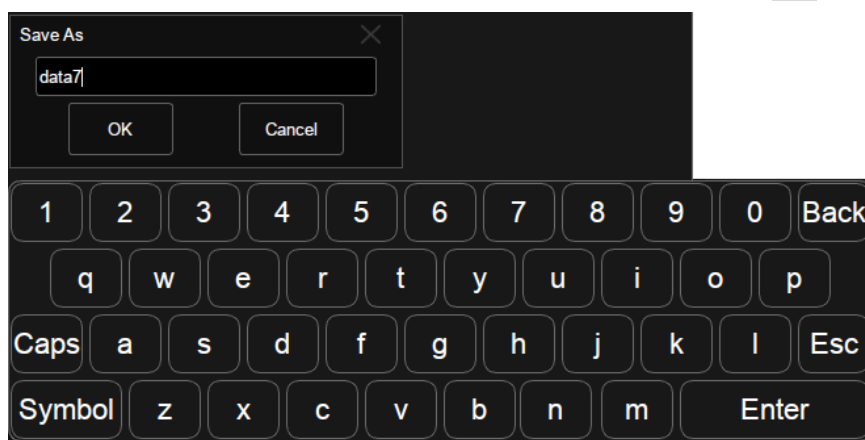 Save As
data7
OK Cancel
1 2 3 4 5 6 7 8 9 0 Back
q w e r t y u i o p
Caps a s d f g h j k l Esc
Symbol z x c v b n m Enter